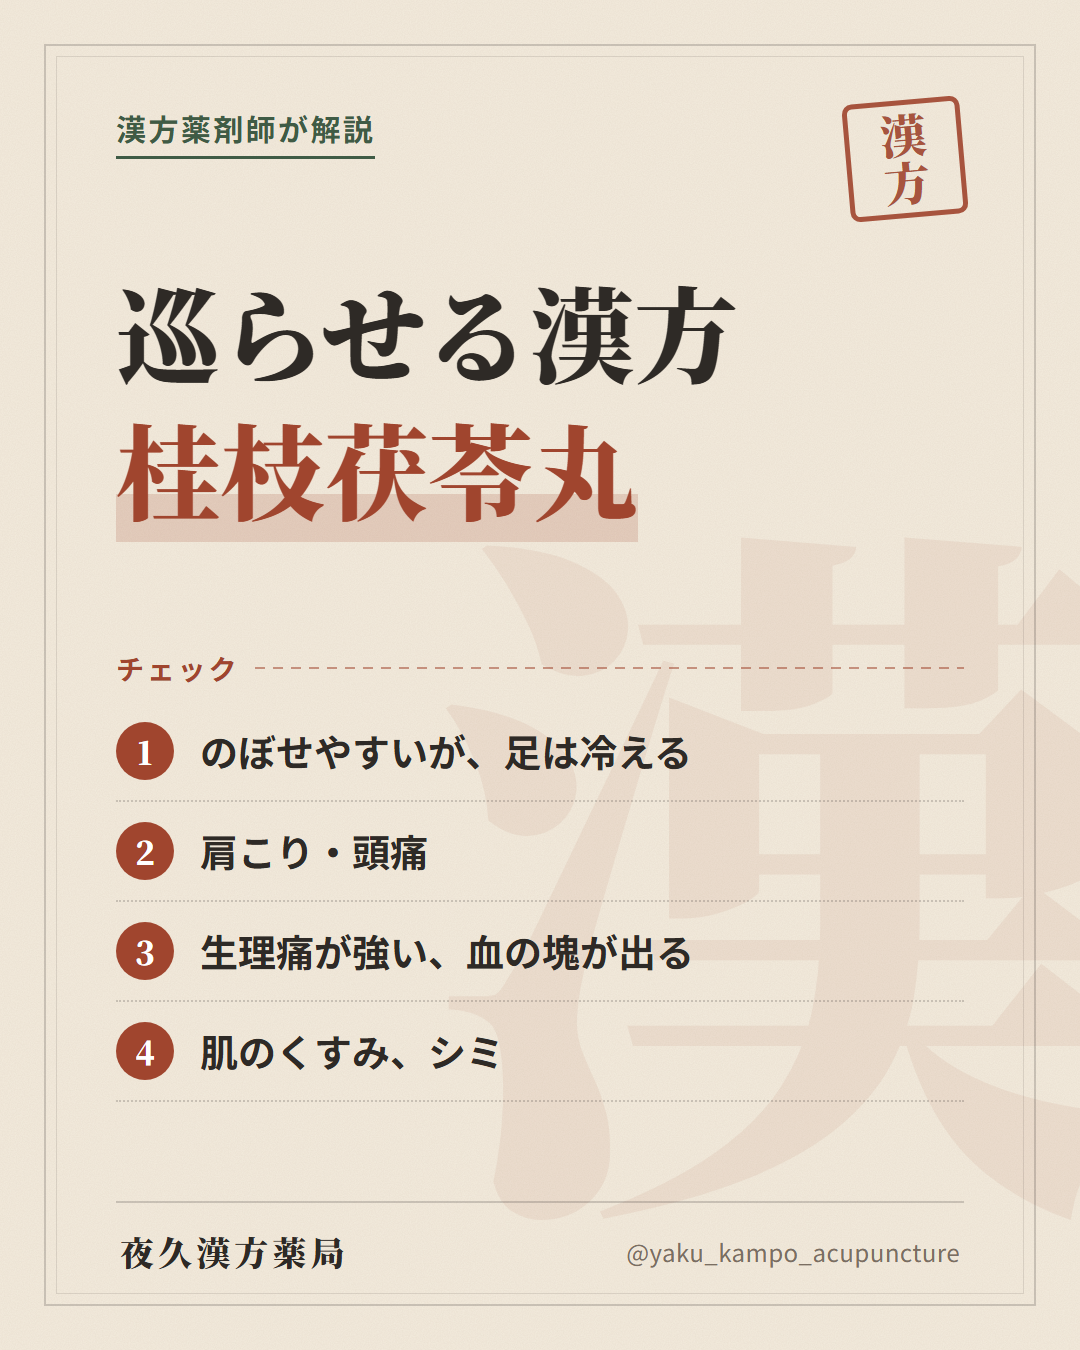 漢方薬剤師が解説
漢方
巡らせる漢方
桂枝茯苓丸
チェック
1 のぼせやすいが、足は冷える
2 肩こり・頭痛
3 生理痛が強い、血の塊が出る
4 肌のくすみ、シミ
漢
夜久漢方薬局
@yaku_kampo_acupuncture